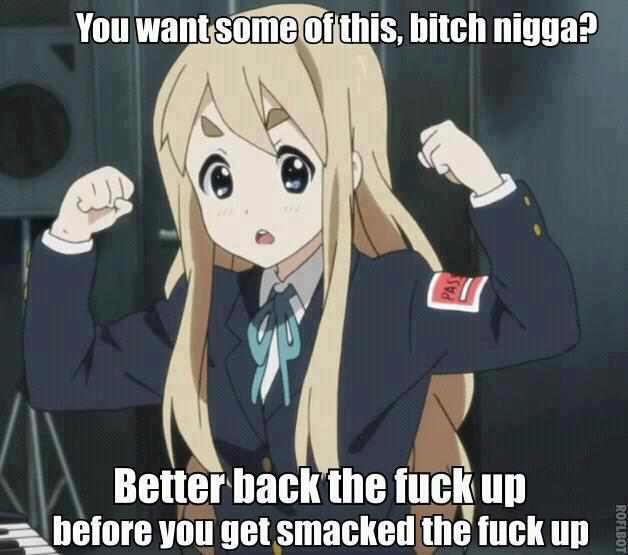 You want some of this, bitch nigga?
PASS
Better back the fuck up
before you get smacked the fuck up